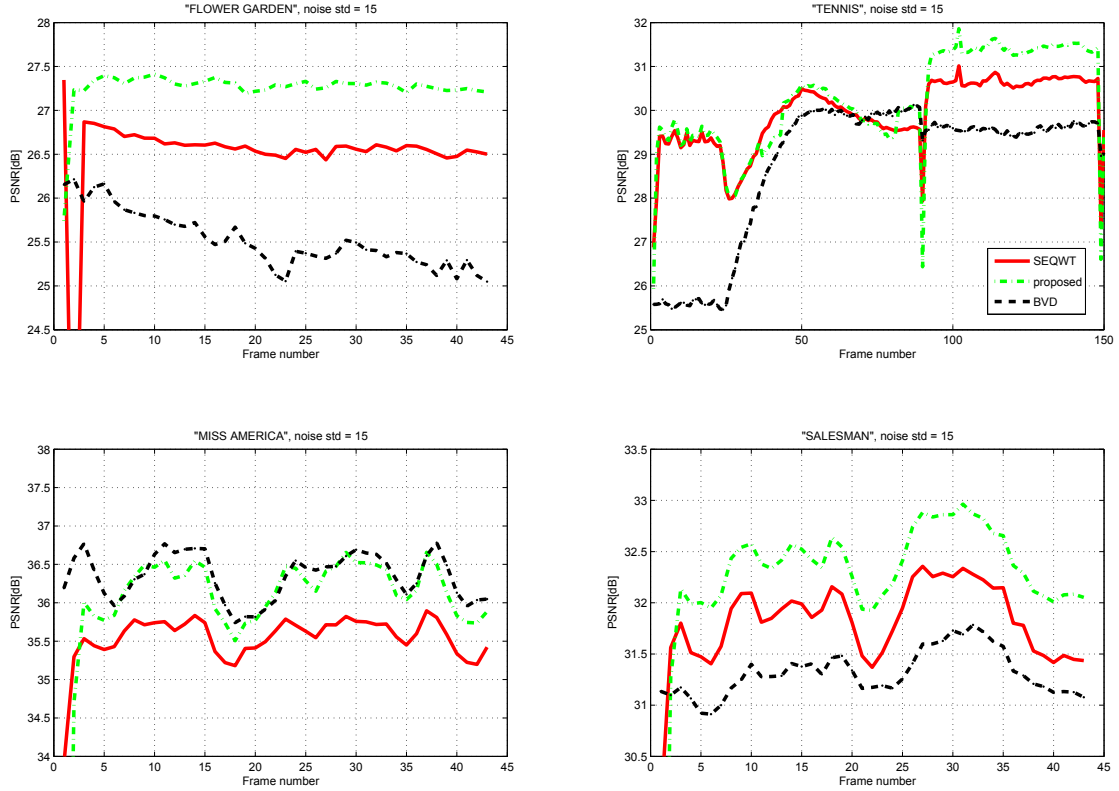 "FLOWER GARDEN", noise std = 15
PSNR[dB]
28
27.5
27
26.5
26
25.5
25
24.5
0 5 10 15 20 25 30 35 40 45
Frame number
"TENNIS", noise std = 15
PSNR[dB]
32
31
30
29
28
27
26
25
0 50 100 150
Frame number
SEQWT
proposed
BVD
"MISS AMERICA", noise std = 15
PSNR[dB]
38
37.5
37
36.5
36
35.5
35
34.5
34
0 5 10 15 20 25 30 35 40 45
Frame number
"SALESMAN", noise std = 15
PSNR[dB]
33.5
33
32.5
32
31.5
31
30.5
0 5 10 15 20 25 30 35 40 45
Frame number